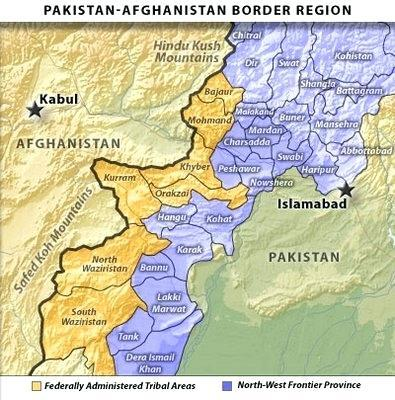 PAKISTAN-AFGHANISTAN BORDER REGION
Chitral
Hindu Kush
Mountains
Dir
Swat
Kohistan
Shangla
Battagram
Bajaur
Kabul
Malakand
Buner
Mansehra
Mohmand
Mardan
AFGHANISTAN
Charsadda
Swabi
Abbottabad
Khyber
Peshawar
Haripur
Kurram
Nowshera
Orakzai
Islamabad
Hangu
Kohat
Safed Koh Mountains
Karak
PAKISTAN
North
Waziristan
Bannu
Lakki
Marwat
South
Waziristan
Tank
Dera Ismail
Khan
Federally Administered Tribal Areas
North-West Frontier Province